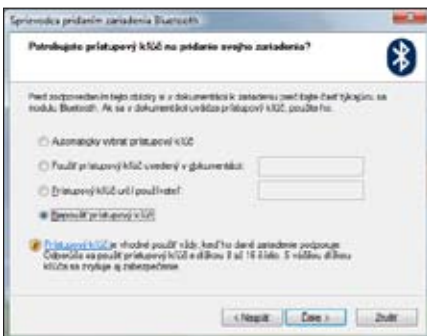 Sprievodca pridaním zariadenia Bluetooth
Potrebujete prístupový kľúč na pridanie svojho zariadenia?
Pred zodpovedaním tejto otázky si v dokumentácii k zariadeniu prečítajte časť týkajúcu sa
modulu Bluetooth. Ak sa v dokumentácii uvádza prístupový kľúč, použite ho.
Automaticky vybrať prístupový kľúč
Použiť prístupový kľúč uvedený v dokumentácii:
Prístupový kľúč určí používateľ:
Nepoužiť prístupový kľúč
Prístupový kľúč je vhodné použiť vždy, keď ho dané zariadenie podporuje.
Odporúča sa použiť prístupový kľúč s dĺžkou 8 až 16 číslic. S väčšou dĺžkou
kľúča sa zvyšuje aj zabezpečenie.
< Naspäť
Ďalej >
Zrušiť